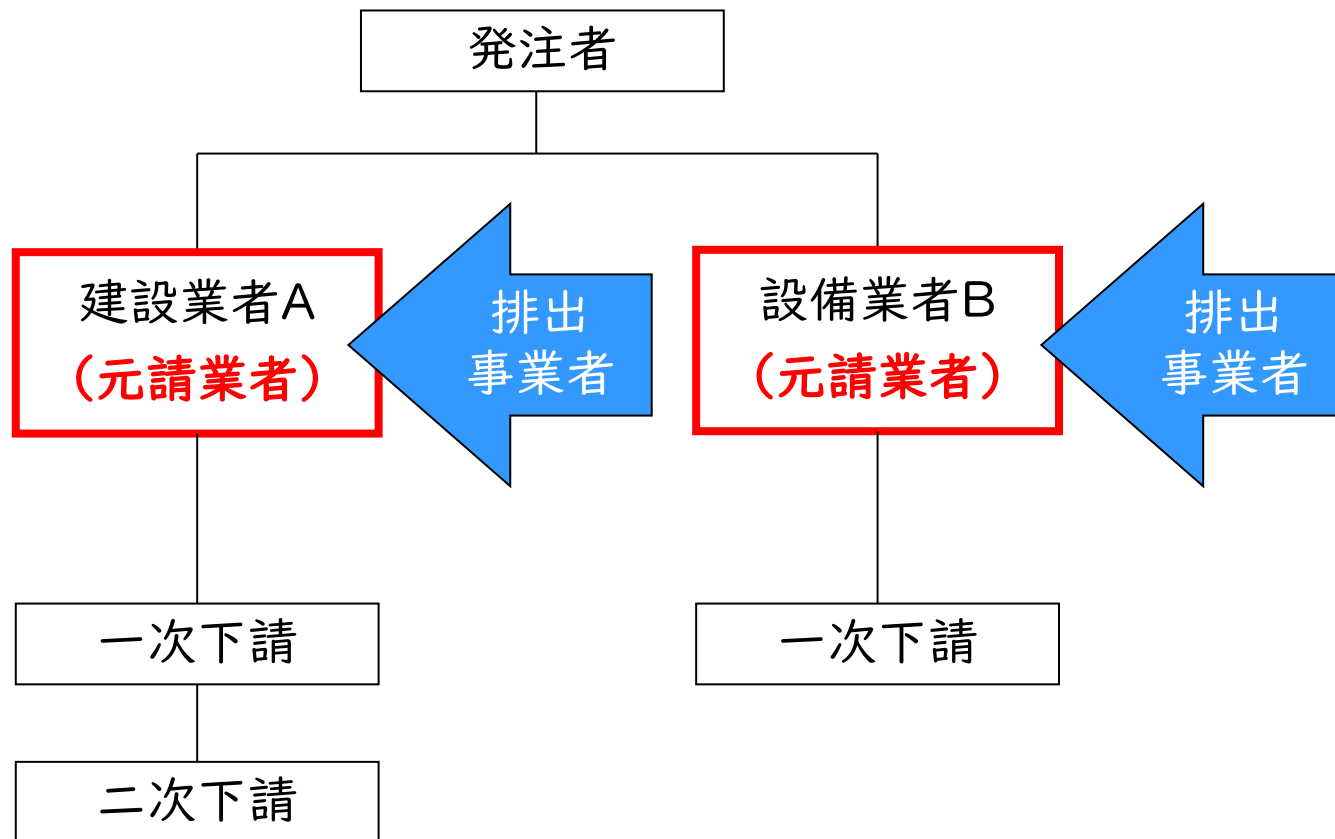 発注者
建設業者A
（元請業者）
排出
事業者
設備業者B
（元請業者）
排出
事業者
一次下請
一次下請
二次下請